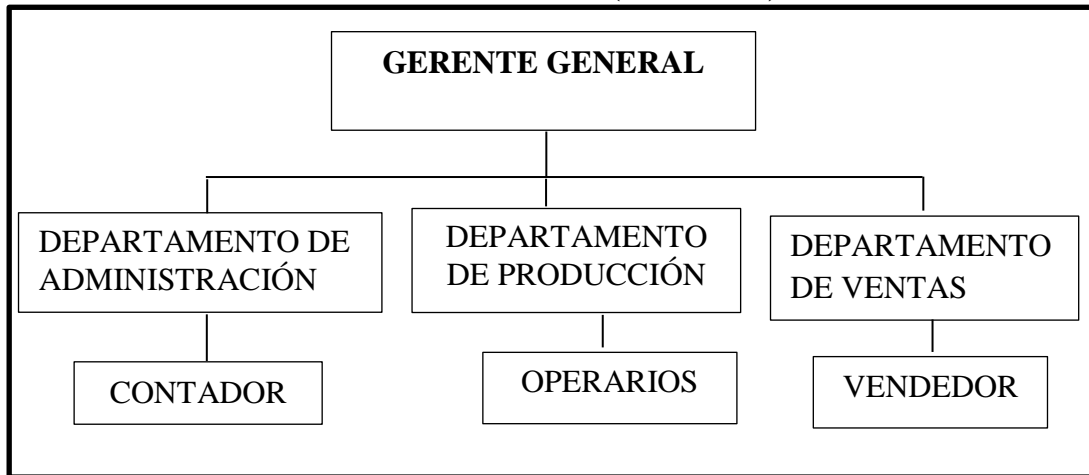 GERENTE GENERAL
DEPARTAMENTO DE
ADMINISTRACIÓN
DEPARTAMENTO
DE PRODUCCIÓN
DEPARTAMENTO
DE VENTAS
CONTADOR
OPERARIOS
VENDEDOR